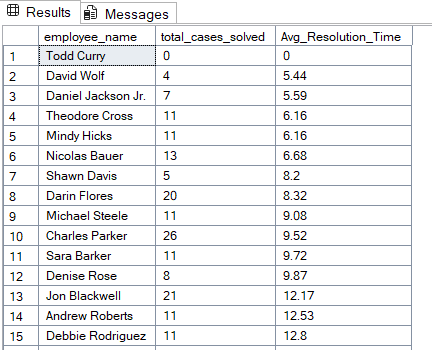 Results Messages
employee_name total_cases_solved Avg_Resolution_Time
1 Todd Curry 0 0
2 David Wolf 4 5.44
3 Daniel Jackson Jr. 7 5.59
4 Theodore Cross 11 6.16
5 Mindy Hicks 11 6.16
6 Nicolas Bauer 13 6.68
7 Shawn Davis 5 8.2
8 Darin Flores 20 8.32
9 Michael Steele 11 9.08
10 Charles Parker 26 9.52
11 Sara Barker 11 9.72
12 Denise Rose 8 9.87
13 Jon Blackwell 21 12.17
14 Andrew Roberts 11 12.53
15 Debbie Rodriguez 11 12.8